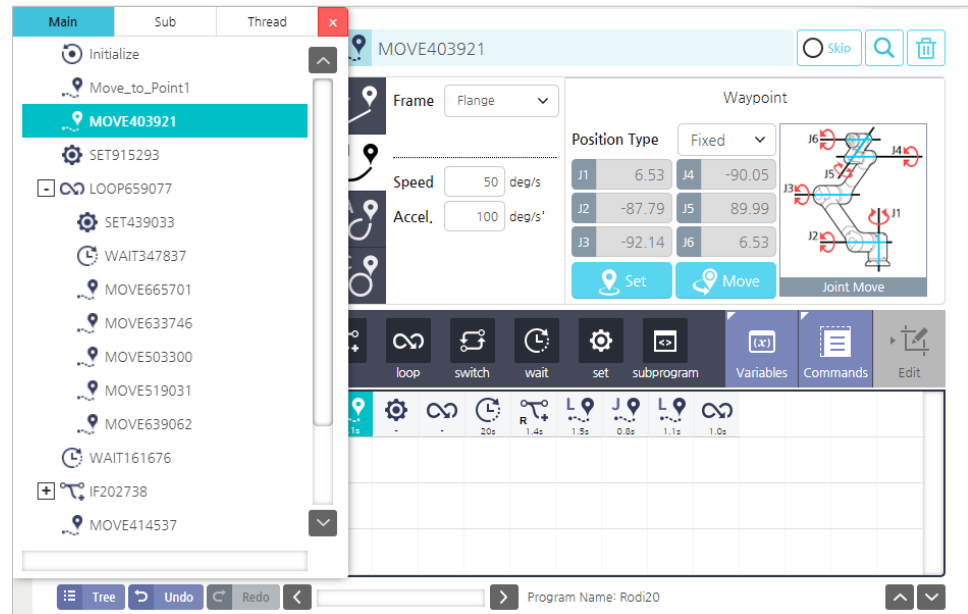 Main Sub Thread ×
MOVE403921 Skip
Initialize
Move_to_Point1
MOVE403921
SET915293
LOOP659077
SET439033
WAIT347837
MOVE665701
MOVE633746
MOVE503300
MOVE519031
MOVE639062
WAIT161676
IF202738
MOVE414537
Frame Flange
Speed 50 deg/s
Accel. 100 deg/s'
Waypoint
Position Type Fixed
J1 6.53 J4 -90.05
J2 -87.79 J5 89.99
J3 -92.14 J6 6.53
Set Move
J6
J4
J5
J3
J1
J2
Joint Move
loop switch wait set subprogram (x) Variables Commands Edit
L J L
R
1s - - 20s 1.4s 1.5s 0.8s 1.1s 1.0s
Tree Undo Redo Program Name: Rodi20